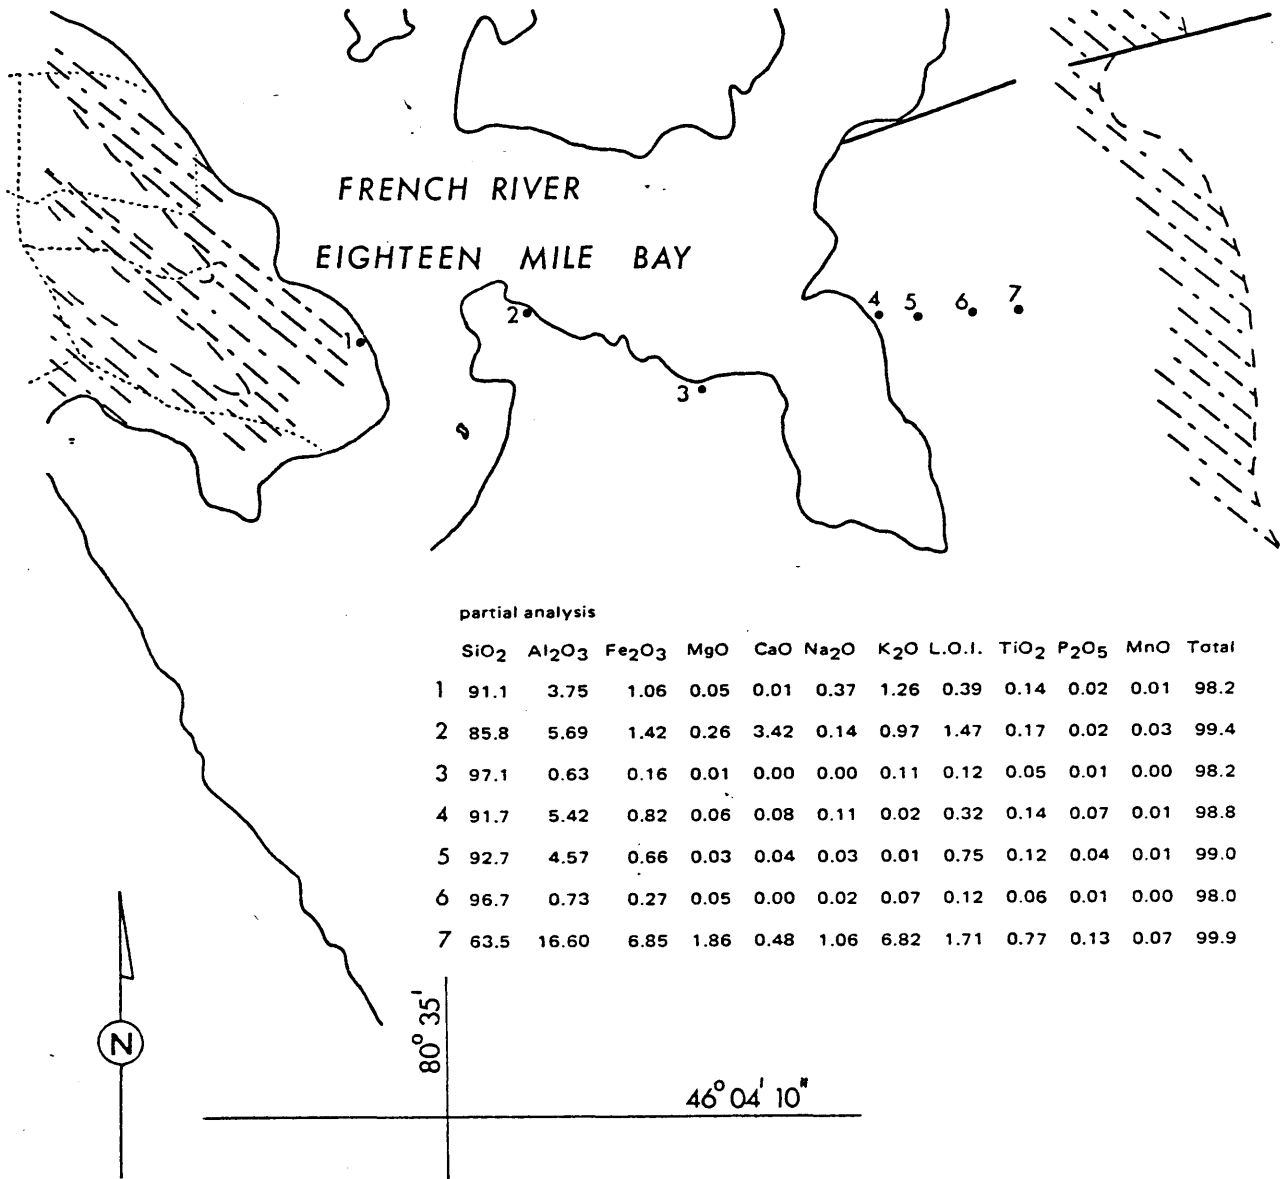 FRENCH RIVER
EIGHTEEN MILE BAY
4 5 6 7
2
1
3
partial analysis
SiO₂ Al₂O₃ Fe₂O₃ MgO CaO Na₂O K₂O L.O.I. TiO₂ P₂O₅ MnO Total
1 91.1 3.75 1.06 0.05 0.01 0.37 1.26 0.39 0.14 0.02 0.01 98.2
2 85.8 5.69 1.42 0.26 3.42 0.14 0.97 1.47 0.17 0.02 0.03 99.4
3 97.1 0.63 0.16 0.01 0.00 0.00 0.11 0.12 0.05 0.01 0.00 98.2
4 91.7 5.42 0.82 0.06 0.08 0.11 0.02 0.32 0.14 0.07 0.01 98.8
5 92.7 4.57 0.66 0.03 0.04 0.03 0.01 0.75 0.12 0.04 0.01 99.0
6 96.7 0.73 0.27 0.05 0.00 0.02 0.07 0.12 0.06 0.01 0.00 98.0
7 63.5 16.60 6.85 1.86 0.48 1.06 6.82 1.71 0.77 0.13 0.07 99.9
80° 35'
N
46° 04' 10"